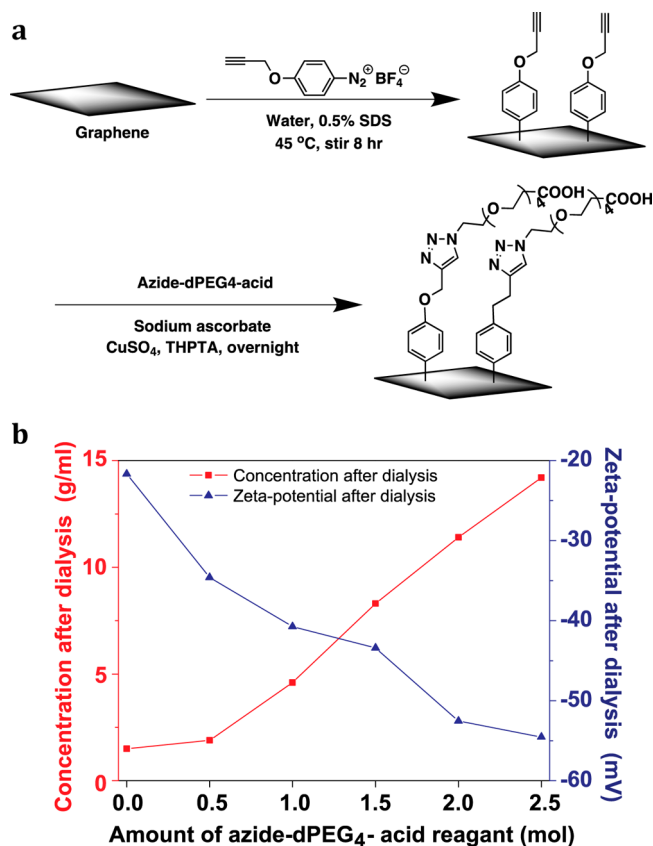 a
O
N₂⊕ BF₄⊖
Graphene
Water, 0.5% SDS
45 ºC, stir 8 hr
O
O
COOH
COOH
O
4
O
4
N
N
N
N
N
N
O
Azide-dPEG4-acid
Sodium ascorbate
CuSO₄, THPTA, overnight
b
Concentration after dialysis
Zeta-potential after dialysis
Concentration after dialysis (g/ml)
Zeta-potential after dialysis (mV)
15
10
5
0
-20
-30
-40
-50
-60
0.0 0.5 1.0 1.5 2.0 2.5
Amount of azide-dPEG₄- acid reagent (mol)